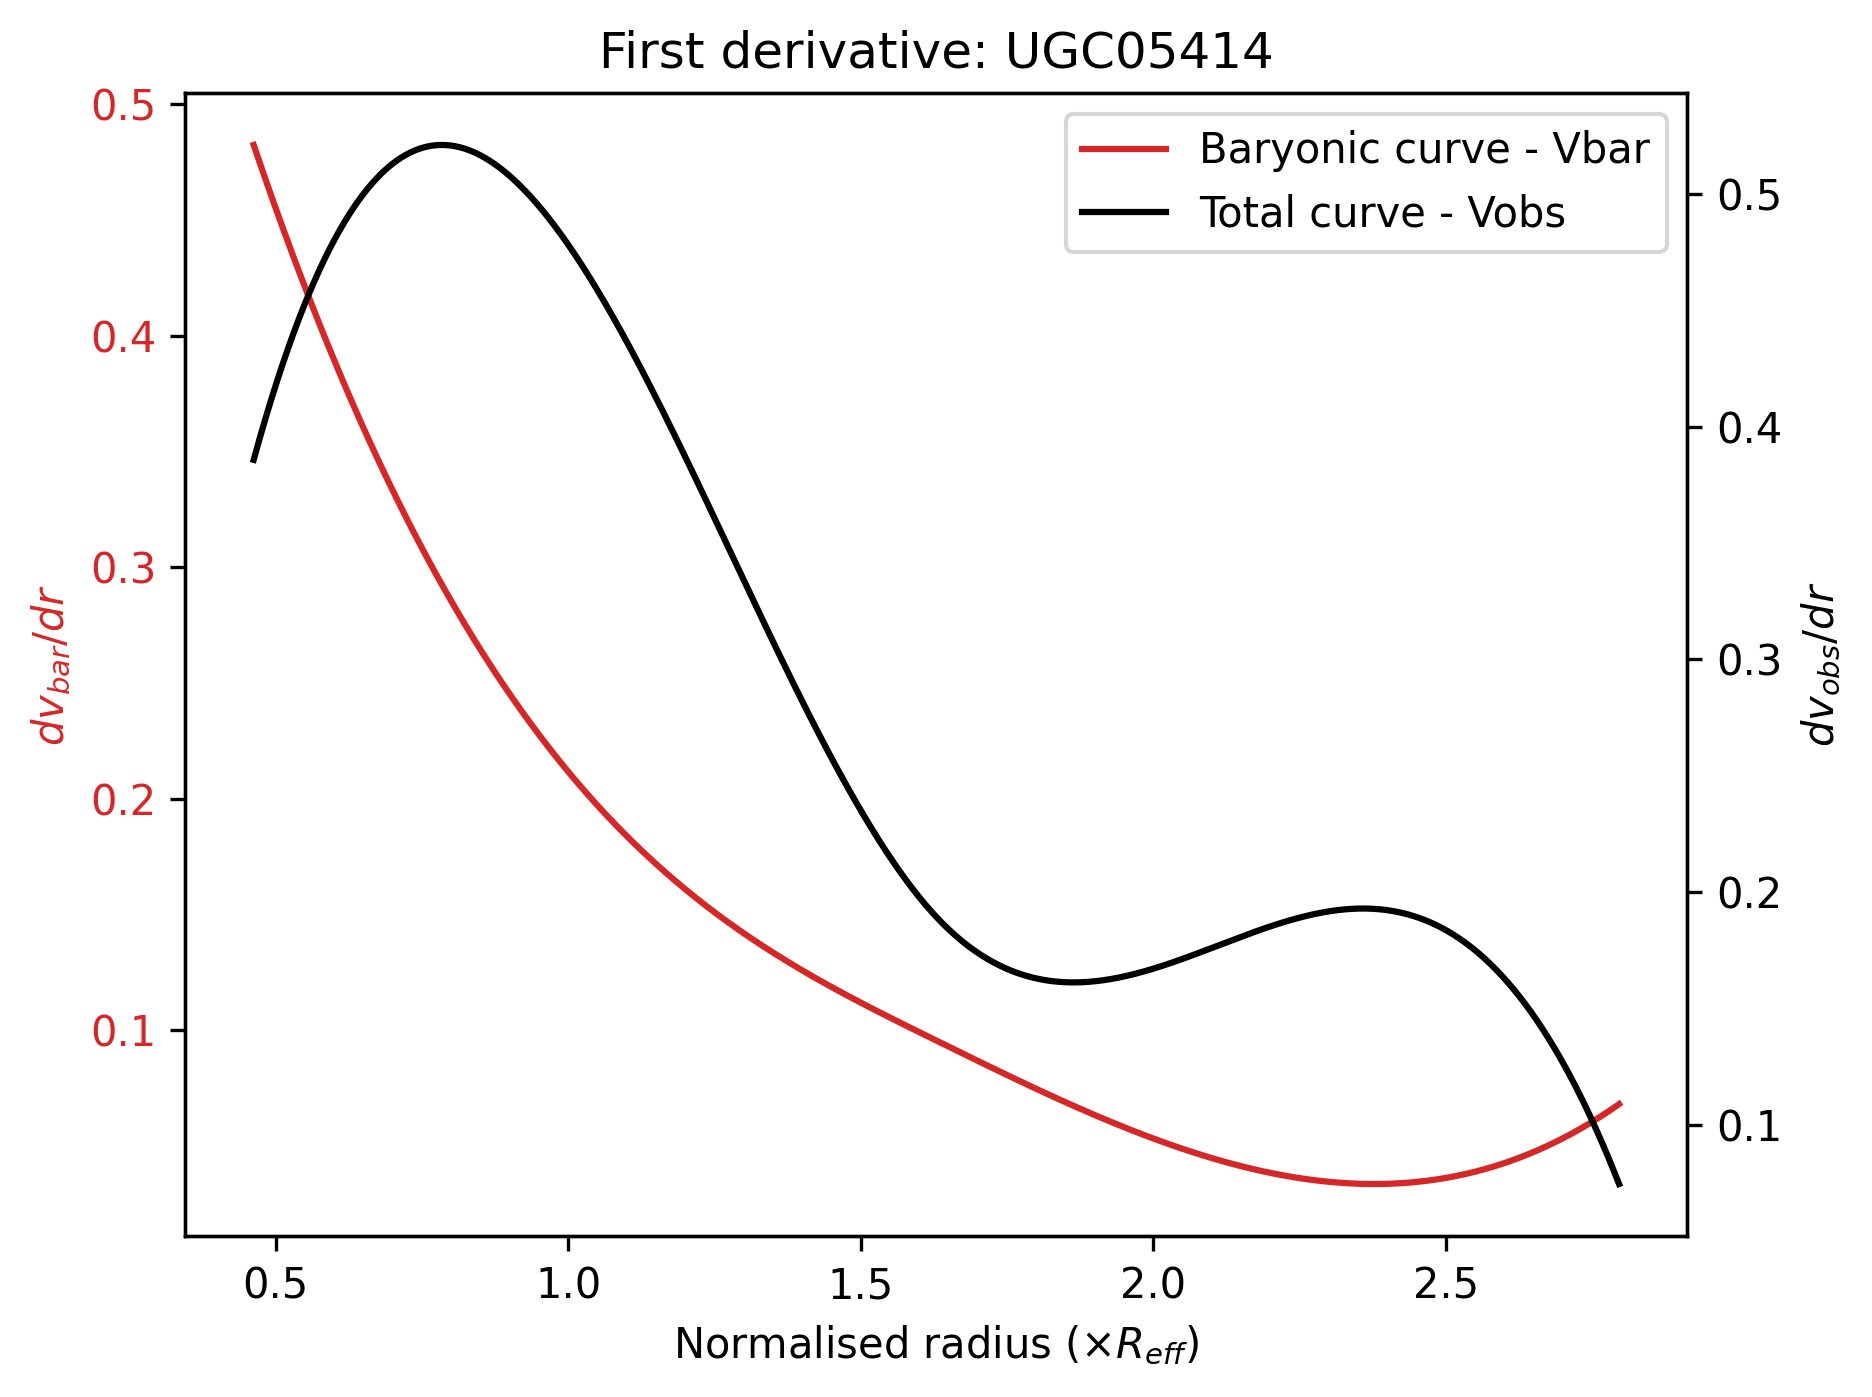 First derivative: UGC05414
Baryonic curve - Vbar
Total curve - Vobs
0.5
0.4
0.3
0.2
0.1
dv_bar/dr
0.5
0.4
0.3
0.2
0.1
dv_obs/dr
0.5 1.0 1.5 2.0 2.5
Normalised radius (×R_eff)